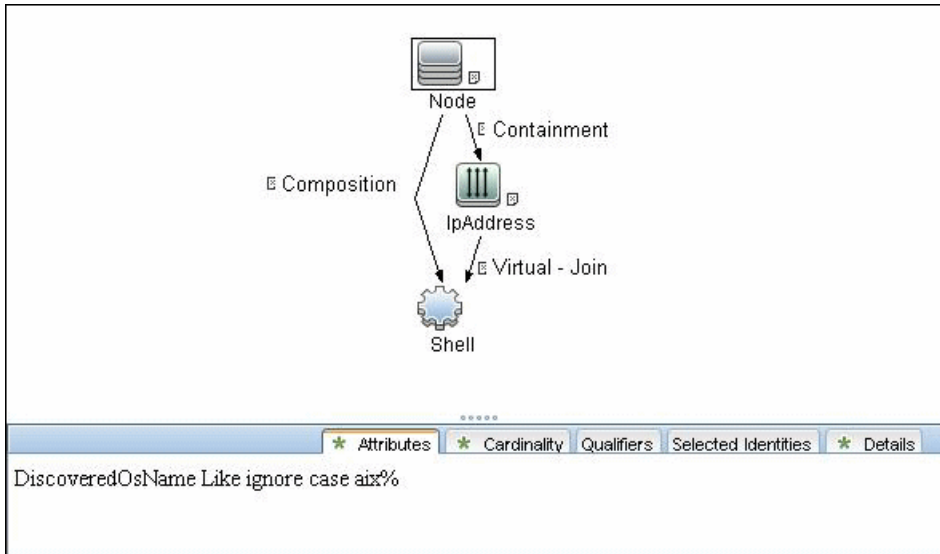 Node
Containment
Composition
IpAddress
Virtual - Join
Shell
* Attributes * Cardinality Qualifiers Selected Identities * Details
DiscoveredOsName Like ignore case aix%